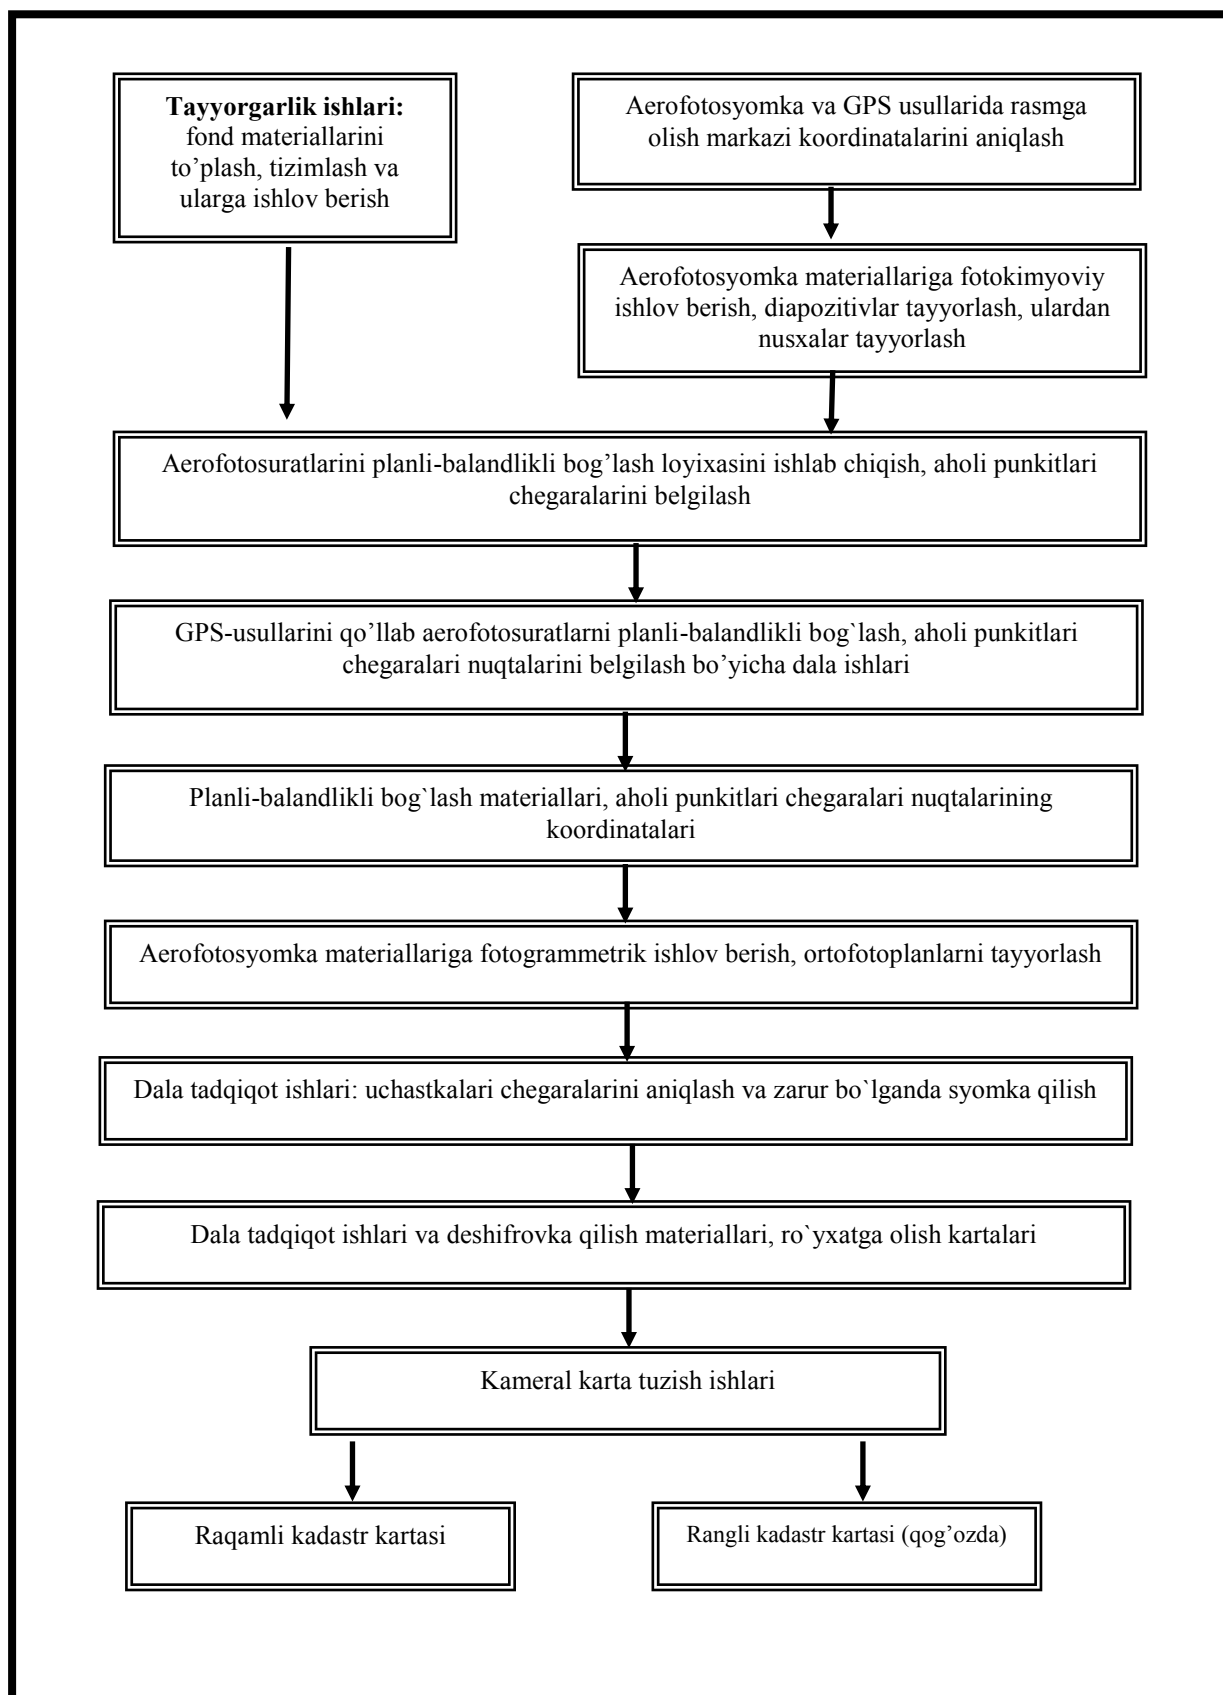 Tayyorgarlik ishlari:
fond materiallarini
to’plash, tizimlash va
ularga ishlov berish
Aerofotosyomka va GPS usullarida rasmga
olish markazi koordinatalarini aniqlash
Aerofotosyomka materiallariga fotokimyoviy
ishlov berish, diapozitivlar tayyorlash, ulardan
nusxalar tayyorlash
Aerofotosuratlarini planli-balandlikli bog’lash loyixasini ishlab chiqish, aholi punkitlari
chegaralarini belgilash
GPS-usullarini qo’llab aerofotosuratlarni planli-balandlikli bog`lash, aholi punkitlari
chegaralari nuqtalarini belgilash bo’yicha dala ishlari
Planli-balandlikli bog`lash materiallari, aholi punkitlari chegaralari nuqtalarining
koordinatalari
Aerofotosyomka materiallariga fotogrammetrik ishlov berish, ortofotoplanlarni tayyorlash
Dala tadqiqot ishlari: uchastkalari chegaralarini aniqlash va zarur bo`lganda syomka qilish
Dala tadqiqot ishlari va deshifrovka qilish materiallari, ro`yxatga olish kartalari
Kameral karta tuzish ishlari
Raqamli kadastr kartasi
Rangli kadastr kartasi (qog’ozda)